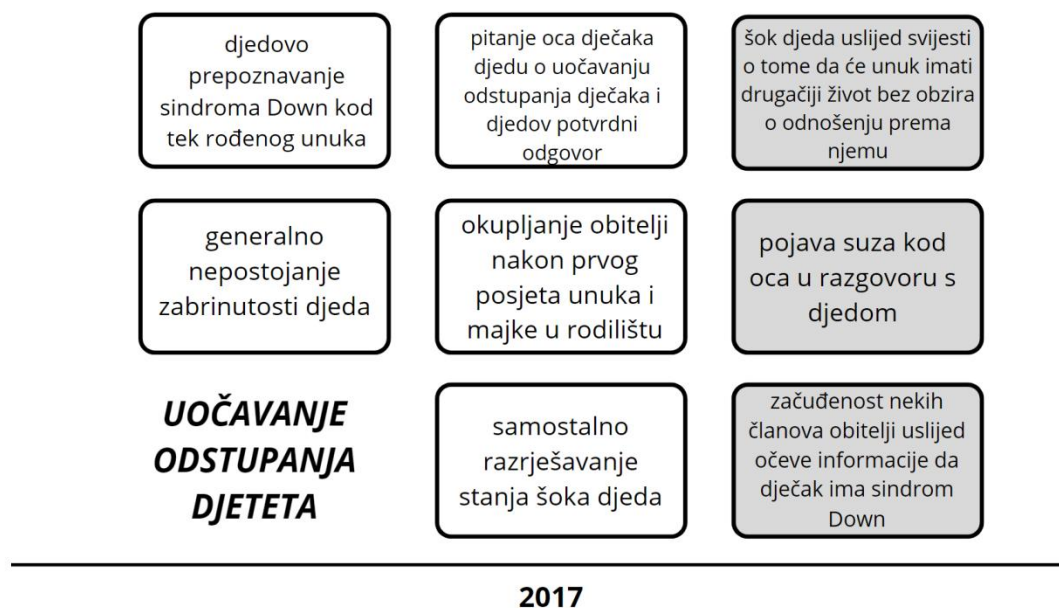 djedovo
prepoznavanje
sindroma Down kod
tek rođenog unuka
pitanje oca dječaka
djedu o uočavanju
odstupanja dječaka i
djedov potvrdni
odgovor
šok djeda uslijed svijesti
o tome da će unuk imati
drugačiji život bez obzira
o odnošenju prema
njemu
generalno
nepostojanje
zabrinutosti djeda
okupljanje obitelji
nakon prvog
posjeta unuka i
majke u rodilištu
pojava suza kod
oca u razgovoru s
djedom
UOČAVANJE
ODSTUPANJA
DJETETA
samostalno
razrješavanje
stanja šoka djeda
začuđenost nekih
članova obitelji uslijed
očeve informacije da
dječak ima sindrom
Down
2017